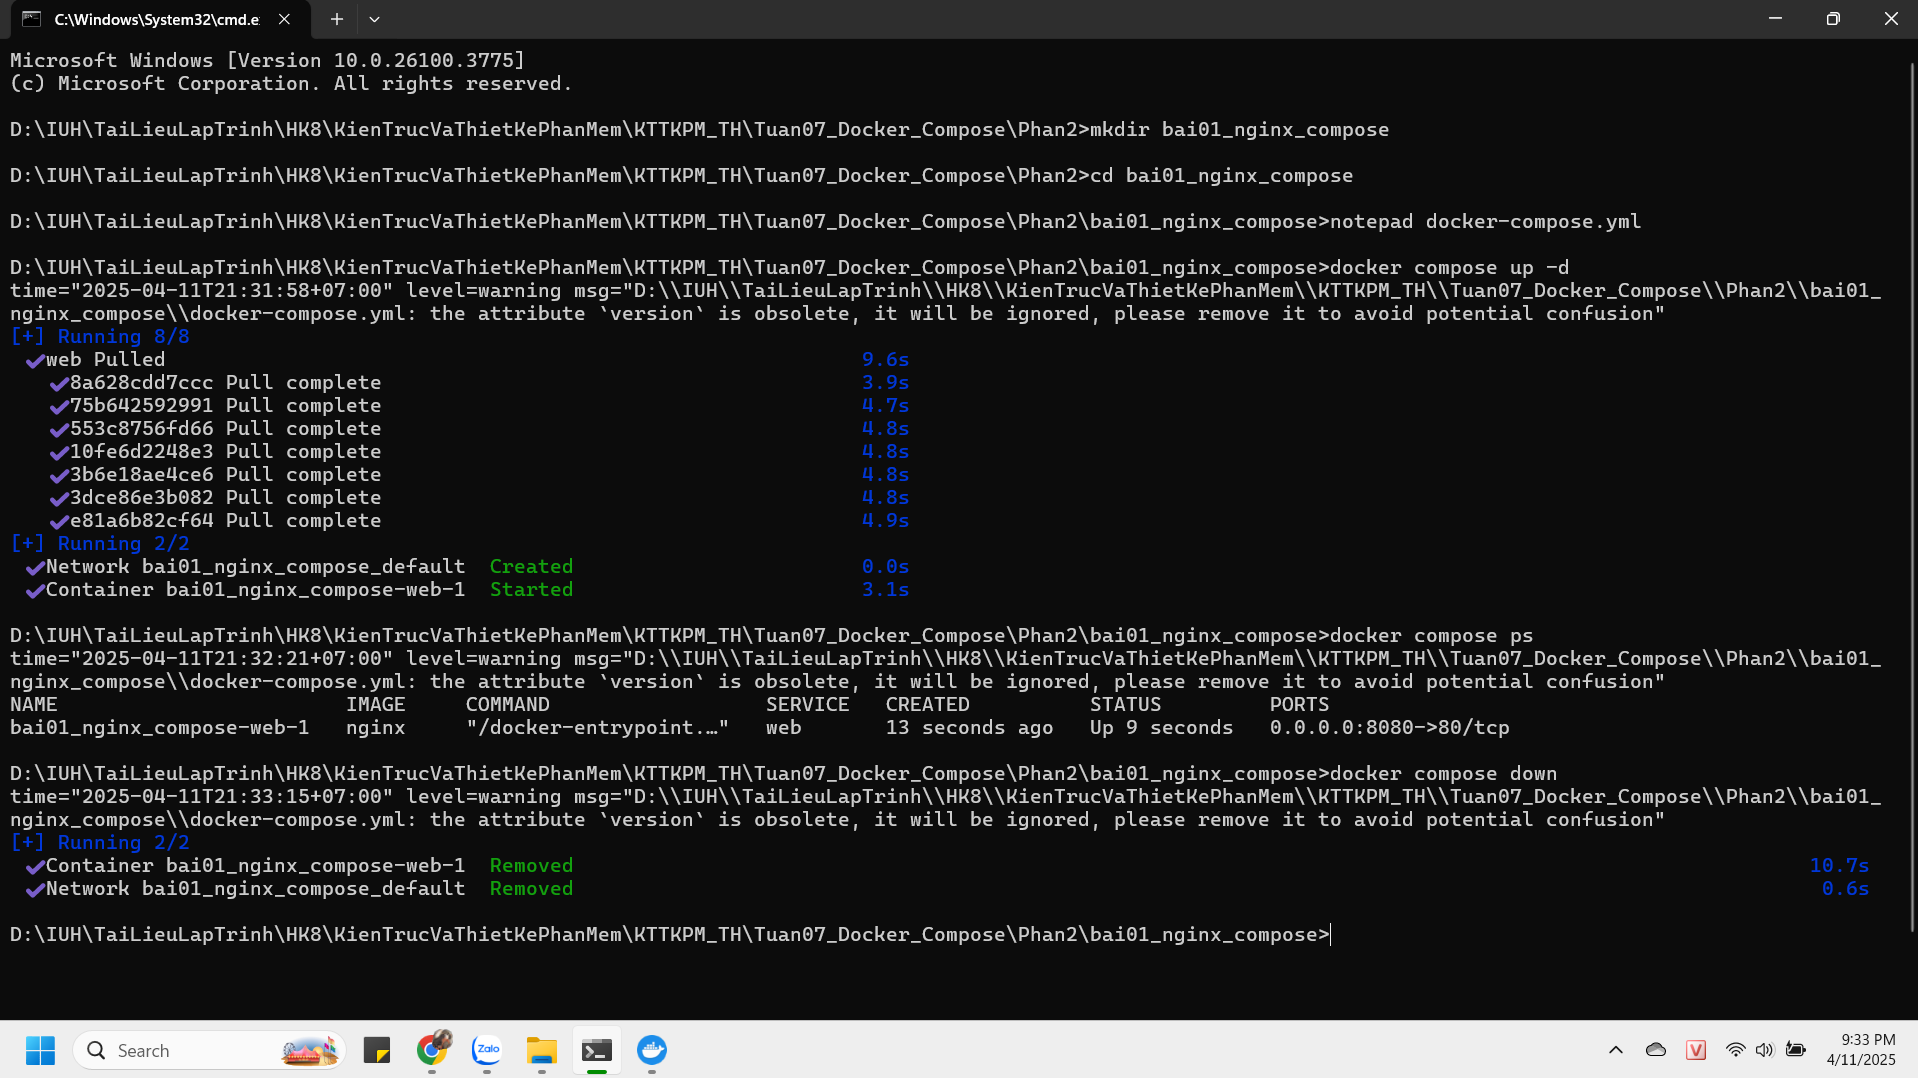 C:\Windows\System32\cmd.e
Microsoft Windows [Version 10.0.26100.3775]
(c) Microsoft Corporation. All rights reserved.
D:\IUH\TaiLieuLapTrinh\HK8\KienTrucVaThietKePhanMem\KTTKPM_TH\Tuan07_Docker_Compose\Phan2>mkdir bai01_nginx_compose
D:\IUH\TaiLieuLapTrinh\HK8\KienTrucVaThietKePhanMem\KTTKPM_TH\Tuan07_Docker_Compose\Phan2>cd bai01_nginx_compose
D:\IUH\TaiLieuLapTrinh\HK8\KienTrucVaThietKePhanMem\KTTKPM_TH\Tuan07_Docker_Compose\Phan2\bai01_nginx_compose>notepad docker-compose.yml
D:\IUH\TaiLieuLapTrinh\HK8\KienTrucVaThietKePhanMem\KTTKPM_TH\Tuan07_Docker_Compose\Phan2\bai01_nginx_compose>docker compose up -d
time="2025-04-11T21:31:58+07:00" level=warning msg="D:\\IUH\\TaiLieuLapTrinh\\HK8\\KienTrucVaThietKePhanMem\\KTTKPM_TH\\Tuan07_Docker_Compose\\Phan2\\bai01_
nginx_compose\\docker-compose.yml: the attribute `version` is obsolete, it will be ignored, please remove it to avoid potential confusion"
[+] Running 8/8
✔web Pulled 9.6s
✔8a628cdd7ccc Pull complete 3.9s
✔75b642592991 Pull complete 4.7s
✔553c8756fd66 Pull complete 4.8s
✔10fe6d2248e3 Pull complete 4.8s
✔3b6e18ae4ce6 Pull complete 4.8s
✔3dce86e3b082 Pull complete 4.8s
✔e81a6b82cf64 Pull complete 4.9s
[+] Running 2/2
✔Network bai01_nginx_compose_default Created 0.0s
✔Container bai01_nginx_compose-web-1 Started 3.1s
D:\IUH\TaiLieuLapTrinh\HK8\KienTrucVaThietKePhanMem\KTTKPM_TH\Tuan07_Docker_Compose\Phan2\bai01_nginx_compose>docker compose ps
time="2025-04-11T21:32:21+07:00" level=warning msg="D:\\IUH\\TaiLieuLapTrinh\\HK8\\KienTrucVaThietKePhanMem\\KTTKPM_TH\\Tuan07_Docker_Compose\\Phan2\\bai01_
nginx_compose\\docker-compose.yml: the attribute `version` is obsolete, it will be ignored, please remove it to avoid potential confusion"
NAME IMAGE COMMAND SERVICE CREATED STATUS PORTS
bai01_nginx_compose-web-1 nginx "/docker-entrypoint.…" web 13 seconds ago Up 9 seconds 0.0.0.0:8080->80/tcp
D:\IUH\TaiLieuLapTrinh\HK8\KienTrucVaThietKePhanMem\KTTKPM_TH\Tuan07_Docker_Compose\Phan2\bai01_nginx_compose>docker compose down
time="2025-04-11T21:33:15+07:00" level=warning msg="D:\\IUH\\TaiLieuLapTrinh\\HK8\\KienTrucVaThietKePhanMem\\KTTKPM_TH\\Tuan07_Docker_Compose\\Phan2\\bai01_
nginx_compose\\docker-compose.yml: the attribute `version` is obsolete, it will be ignored, please remove it to avoid potential confusion"
[+] Running 2/2
✔Container bai01_nginx_compose-web-1 Removed 10.7s
✔Network bai01_nginx_compose_default Removed 0.6s
D:\IUH\TaiLieuLapTrinh\HK8\KienTrucVaThietKePhanMem\KTTKPM_TH\Tuan07_Docker_Compose\Phan2\bai01_nginx_compose>
Search
Zalo
V
9:33 PM
4/11/2025